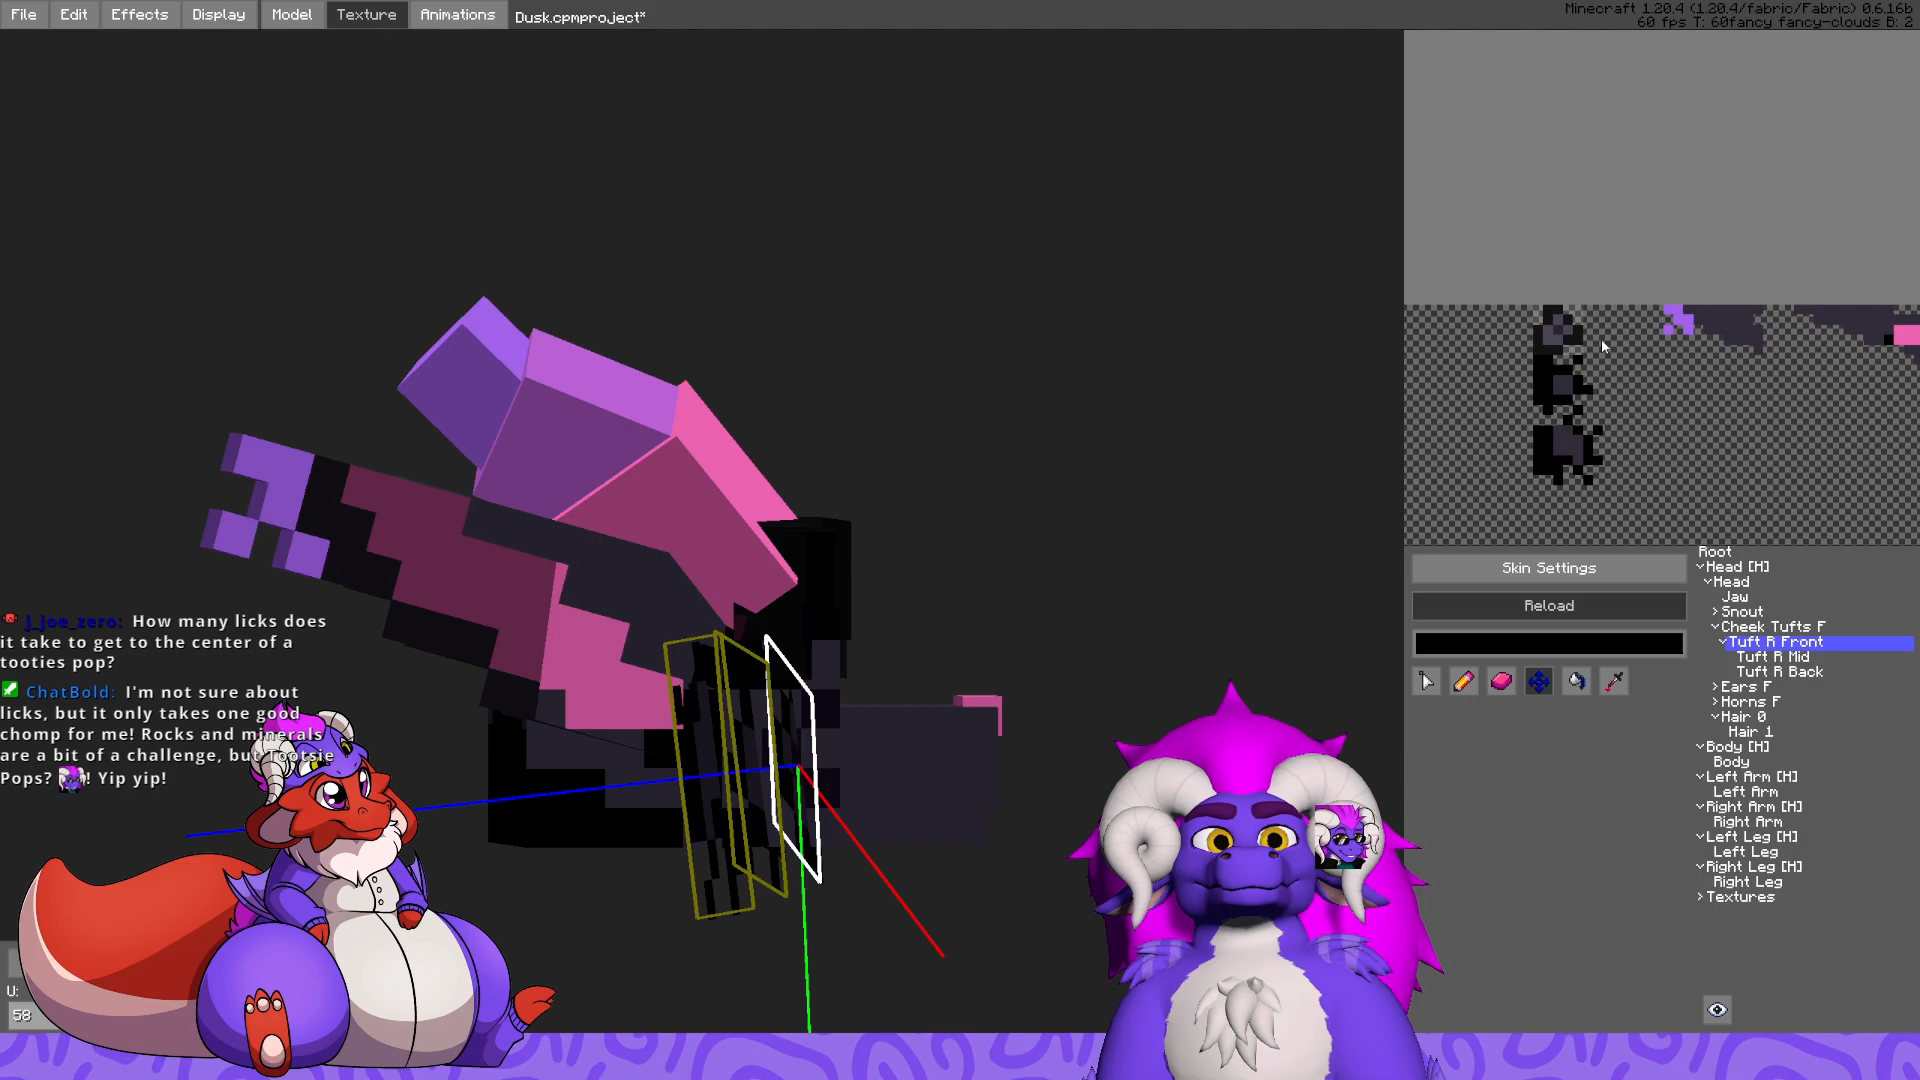 File Edit Effects Display Model Texture Animations Dusk.cpmproject*
Minecraft 1.20.4 (1.20.4/fabric/Fabric) 0.6.16b
60 fps T: 60fancy fancy-clouds B: 2
j_joe_zero: How many licks does
it take to get to the center of a
tooties pop?
ChatBold: I'm not sure about
licks, but it only takes one good
chomp for me! Rocks and minerals
are a bit of a challenge, but Tootsie
Pops? ! Yip yip!
U:
58
Skin Settings
Reload
Root
Head [H]
Head
Jaw
Snout
Cheek Tufts F
Tuft R Front
Tuft R Mid
Tuft R Back
Ears F
Horns F
Hair 0
Hair 1
Body [H]
Body
Left Arm [H]
Left Arm
Right Arm [H]
Right Arm
Left Leg [H]
Left Leg
Right Leg [H]
Right Leg
Textures